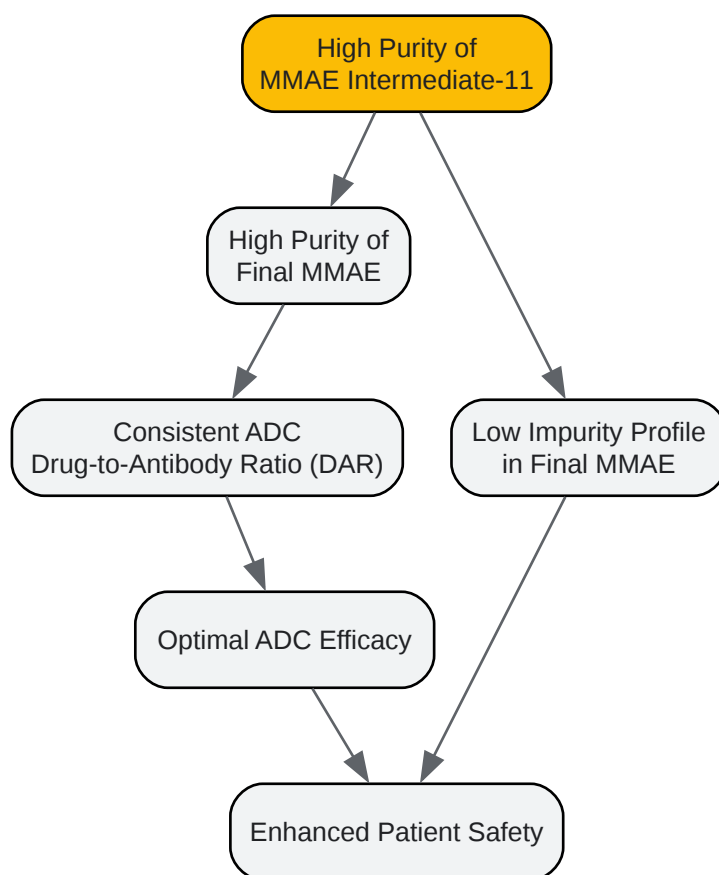 High Purity of
MMAE Intermediate-11
High Purity of
Final MMAE
Consistent ADC
Drug-to-Antibody Ratio (DAR)
Low Impurity Profile
in Final MMAE
Optimal ADC Efficacy
Enhanced Patient Safety